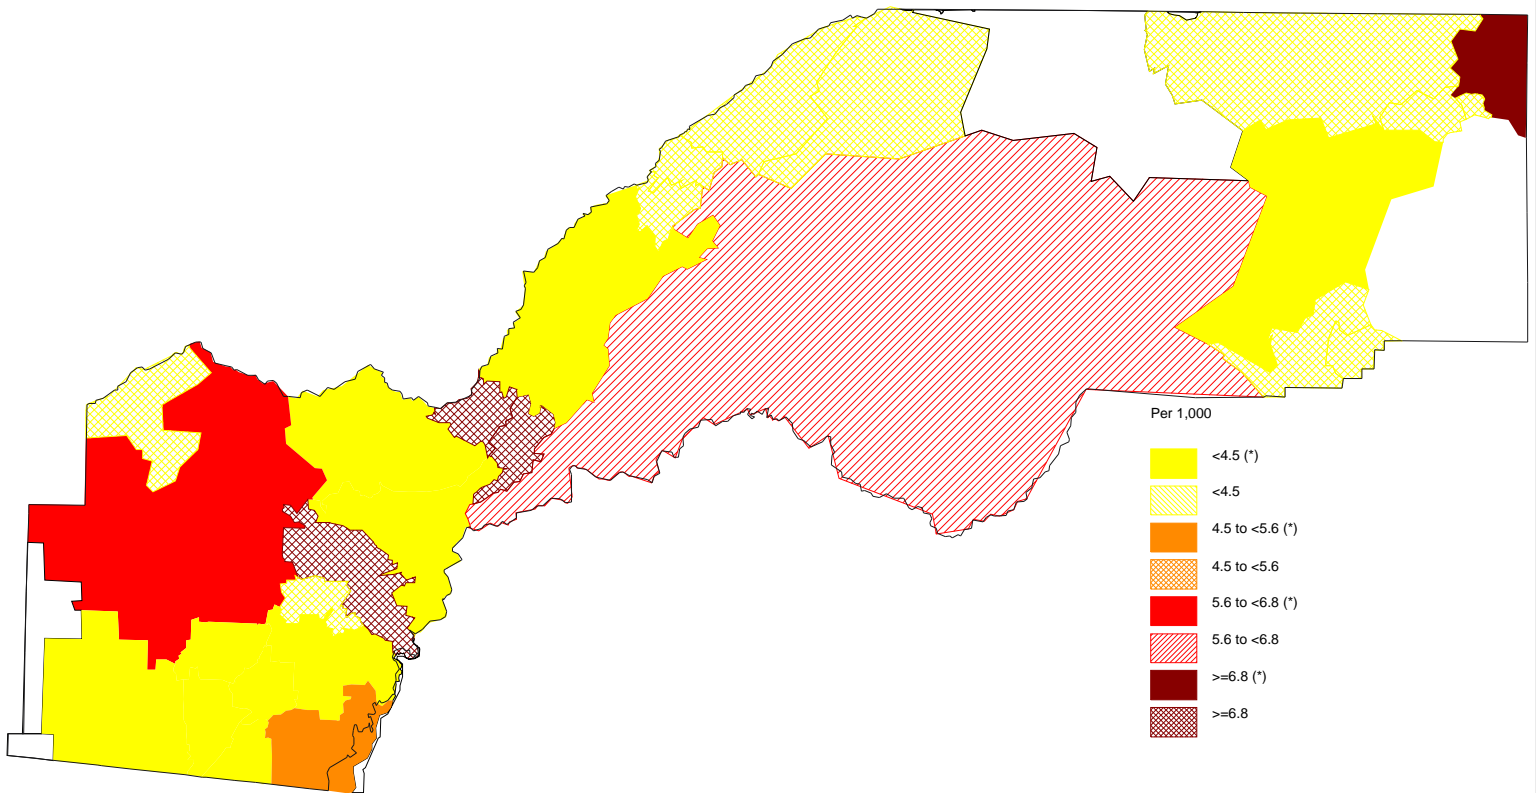 Per 1,000
<4.5 (*)
<4.5
4.5 to <5.6 (*)
4.5 to <5.6
5.6 to <6.8 (*)
5.6 to <6.8
>=6.8 (*)
>=6.8